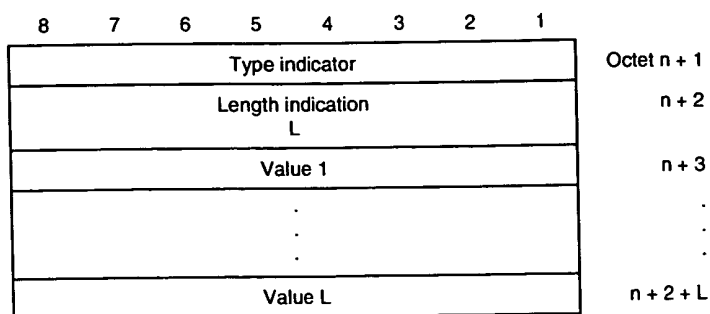 8 7 6 5 4 3 2 1
Type indicator Octet n + 1
Length indication n + 2
L
Value 1 n + 3
. .
. .
. .
Value L n + 2 + L